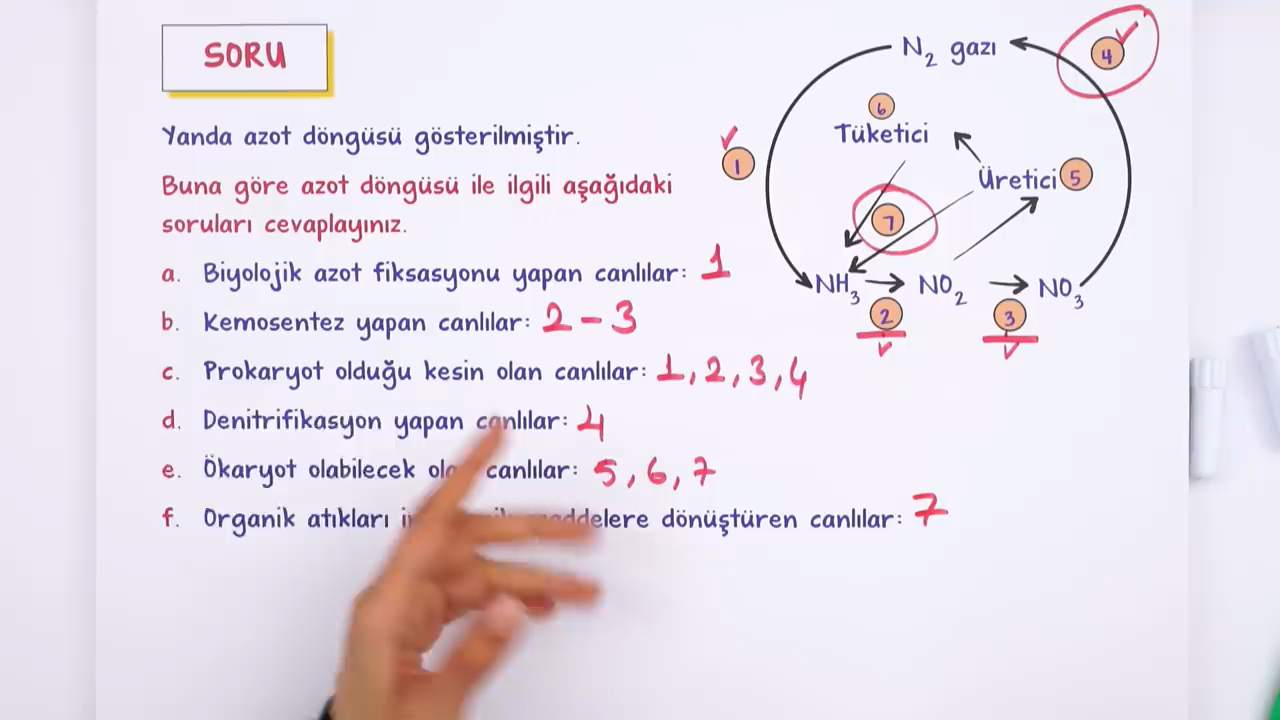 SORU
Yanda azot döngüsü gösterilmiştir.
Buna göre azot döngüsü ile ilgili aşağıdaki
soruları cevaplayınız.
a. Biyolojik azot fiksasyonu yapan canlılar: 1
b. Kemosentez yapan canlılar: 2 - 3
c. Prokaryot olduğu kesin olan canlılar: 1, 2, 3, 4
d. Denitrifikasyon yapan canlılar: 4
e. Ökaryot olabilecek canlılar: 5, 6, 7
f. Organik atıkları dönüştüren canlılar: 7
N₂ gazı
4
6
Tüketici
1
Üretici 5
7
NH₃ → NO₂ → NO₃
2 3